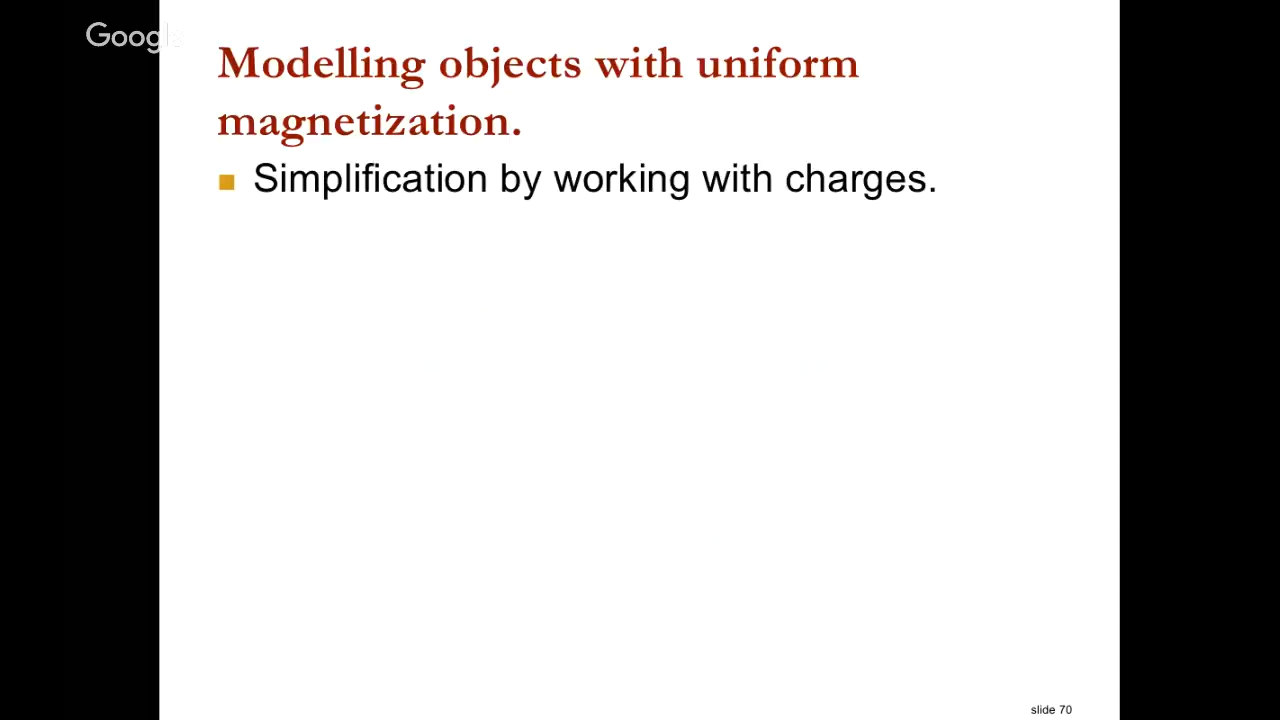 Google
Modelling objects with uniform
magnetization.
Simplification by working with charges.
slide 70